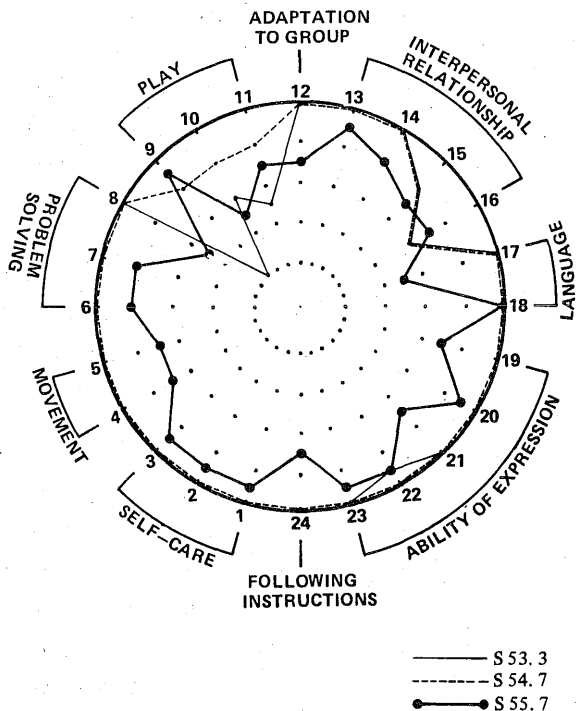 ADAPTATION
TO GROUP
INTERPERSONAL
RELATIONSHIP
PLAY
12
13
11
14
10
15
9
16
8
PROBLEM
SOLVING
LANGUAGE
7
17
6
18
5
19
MOVEMENT
4
20
ABILITY OF EXPRESSION
3
21
2
22
1
23
24
SELF-CARE
FOLLOWING
INSTRUCTIONS
S 53. 3
S 54. 7
S 55. 7